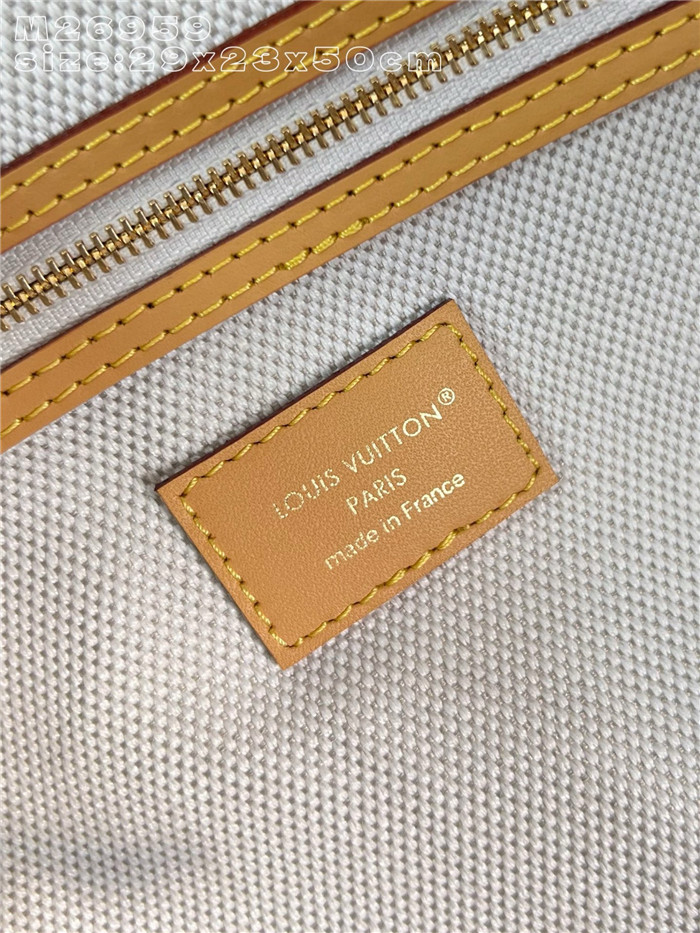 M26959
size:29x23x50cm
LOUIS VUITTON®
PARIS
made in France